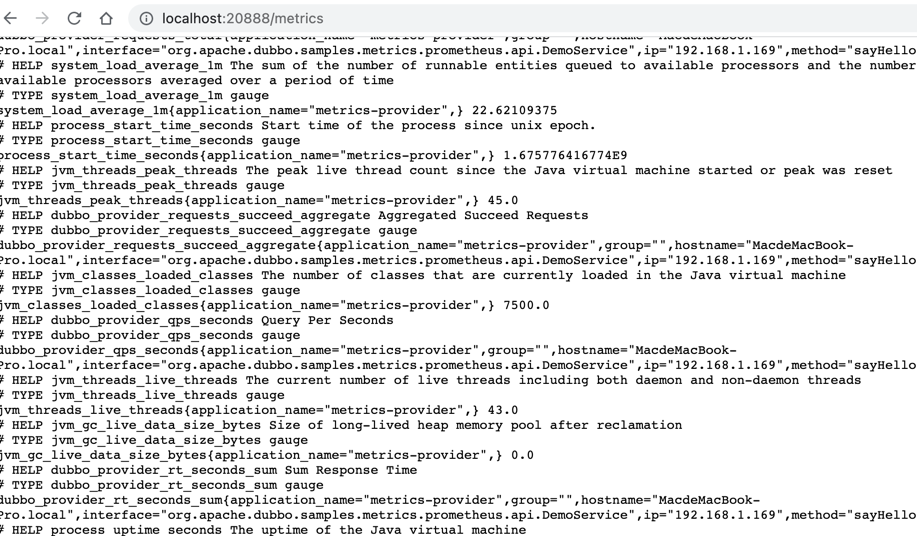 localhost:20888/metrics
dubbo_provider_requests_total{application_name="metrics-provider",group="",hostname="MacdeMacBook-
Pro.local",interface="org.apache.dubbo.samples.metrics.prometheus.api.DemoService",ip="192.168.1.169",method="sayHello
# HELP system_load_average_1m The sum of the number of runnable entities queued to available processors and the number
available processors averaged over a period of time
# TYPE system_load_average_1m gauge
system_load_average_1m{application_name="metrics-provider",} 22.62109375
# HELP process_start_time_seconds Start time of the process since unix epoch.
# TYPE process_start_time_seconds gauge
process_start_time_seconds{application_name="metrics-provider",} 1.675776416774E9
# HELP jvm_threads_peak_threads The peak live thread count since the Java virtual machine started or peak was reset
# TYPE jvm_threads_peak_threads gauge
jvm_threads_peak_threads{application_name="metrics-provider",} 45.0
# HELP dubbo_provider_requests_succeed_aggregate Aggregated Succeed Requests
# TYPE dubbo_provider_requests_succeed_aggregate gauge
dubbo_provider_requests_succeed_aggregate{application_name="metrics-provider",group="",hostname="MacdeMacBook-
Pro.local",interface="org.apache.dubbo.samples.metrics.prometheus.api.DemoService",ip="192.168.1.169",method="sayHello
# HELP jvm_classes_loaded_classes The number of classes that are currently loaded in the Java virtual machine
# TYPE jvm_classes_loaded_classes gauge
jvm_classes_loaded_classes{application_name="metrics-provider",} 7500.0
# HELP dubbo_provider_qps_seconds Query Per Seconds
# TYPE dubbo_provider_qps_seconds gauge
dubbo_provider_qps_seconds{application_name="metrics-provider",group="",hostname="MacdeMacBook-
Pro.local",interface="org.apache.dubbo.samples.metrics.prometheus.api.DemoService",ip="192.168.1.169",method="sayHello
# HELP jvm_threads_live_threads The current number of live threads including both daemon and non-daemon threads
# TYPE jvm_threads_live_threads gauge
jvm_threads_live_threads{application_name="metrics-provider",} 43.0
# HELP jvm_gc_live_data_size_bytes Size of long-lived heap memory pool after reclamation
# TYPE jvm_gc_live_data_size_bytes gauge
jvm_gc_live_data_size_bytes{application_name="metrics-provider",} 0.0
# HELP dubbo_provider_rt_seconds_sum Sum Response Time
# TYPE dubbo_provider_rt_seconds_sum gauge
dubbo_provider_rt_seconds_sum{application_name="metrics-provider",group="",hostname="MacdeMacBook-
Pro.local",interface="org.apache.dubbo.samples.metrics.prometheus.api.DemoService",ip="192.168.1.169",method="sayHello
# HELP process_uptime_seconds The uptime of the Java virtual machine